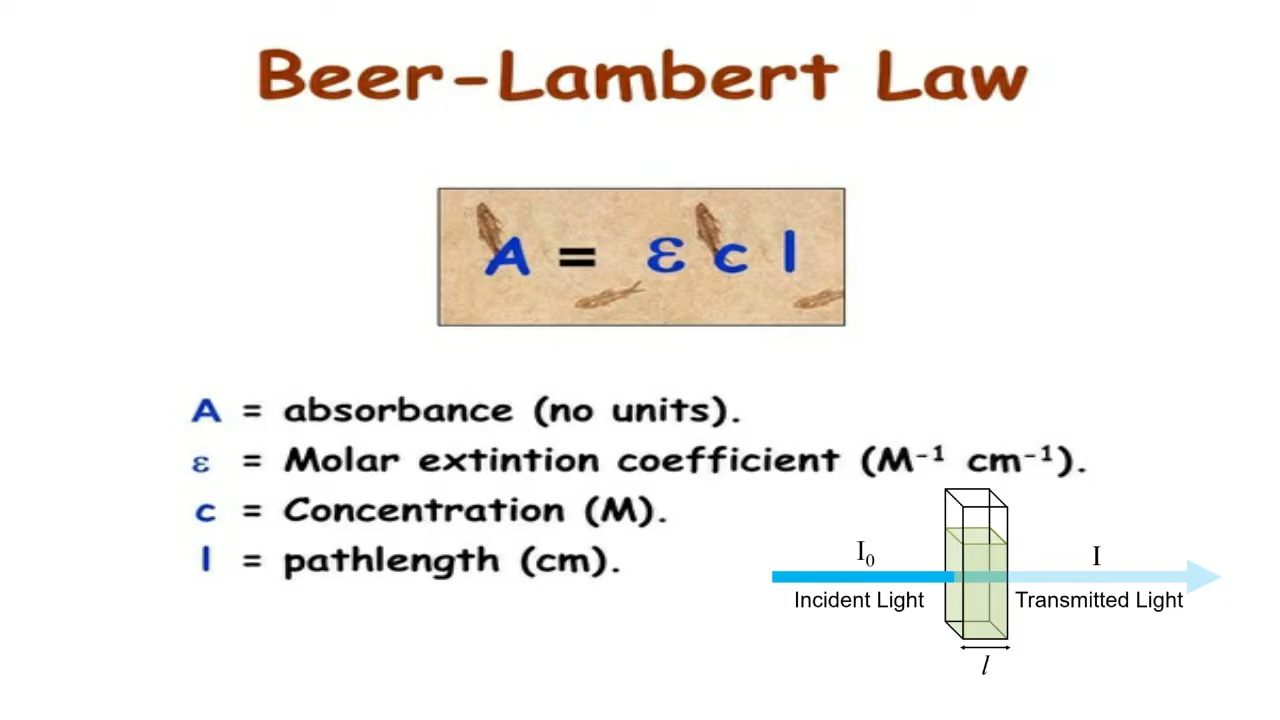 Beer-Lambert Law
A = ε c l
A = absorbance (no units).
ε = Molar extintion coefficient (M⁻¹ cm⁻¹).
c = Concentration (M).
l = pathlength (cm).
I₀
I
Incident Light
Transmitted Light
l